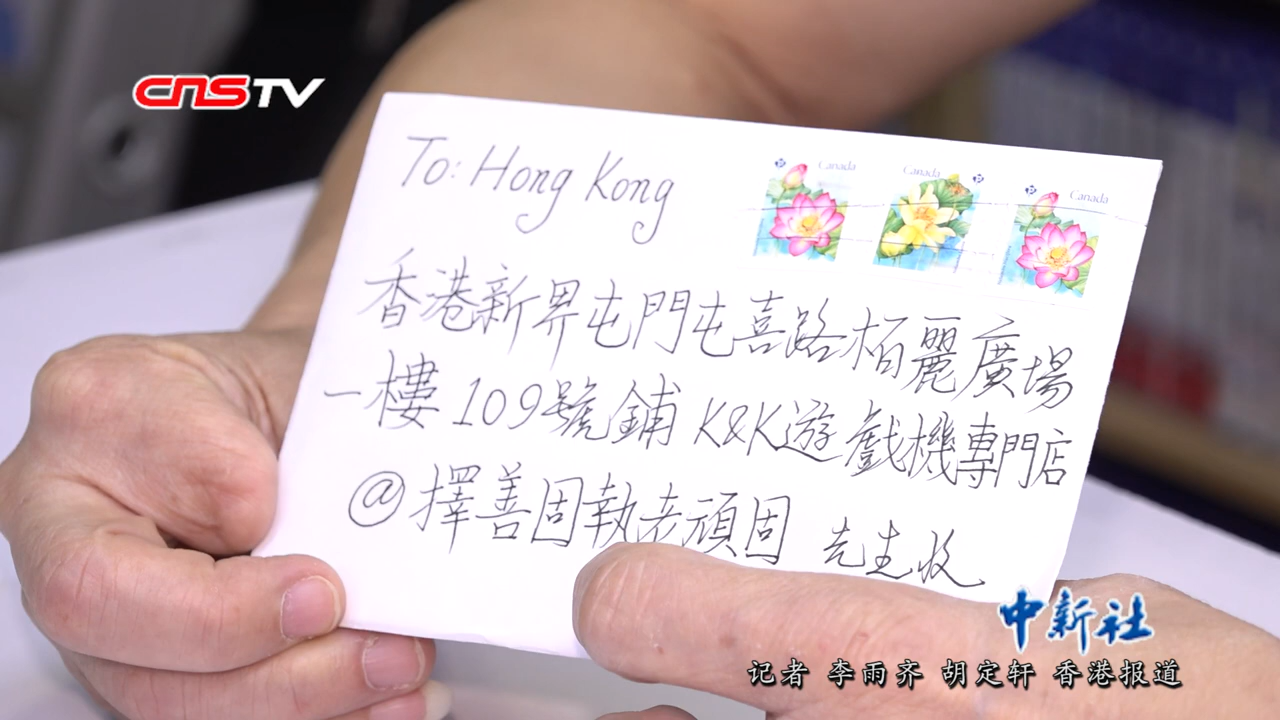 CNSTV
To: Hong Kong
Canada
Canada
Canada
P
P
P
香港新界屯門屯喜路栢麗廣場
一樓 109號鋪 K&K遊戲機專門店
@擇善固執老頑固 先生收
中新社
记者 李雨齐 胡定轩 香港报道